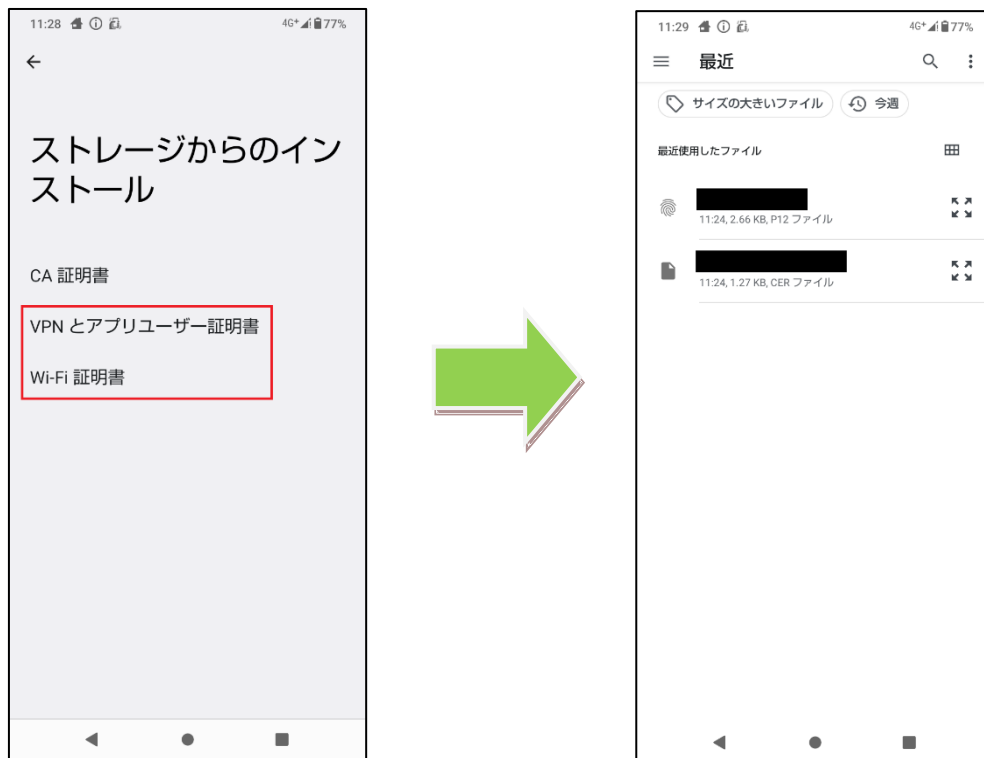 11:28
4G+ 77%
ストレージからのイン
ストール
CA 証明書
VPN とアプリユーザー証明書
Wi-Fi 証明書
11:29
4G+ 77%
最近
サイズの大きいファイル
今週
最近使用したファイル
11:24, 2.66 KB, P12 ファイル
11:24, 1.27 KB, CER ファイル